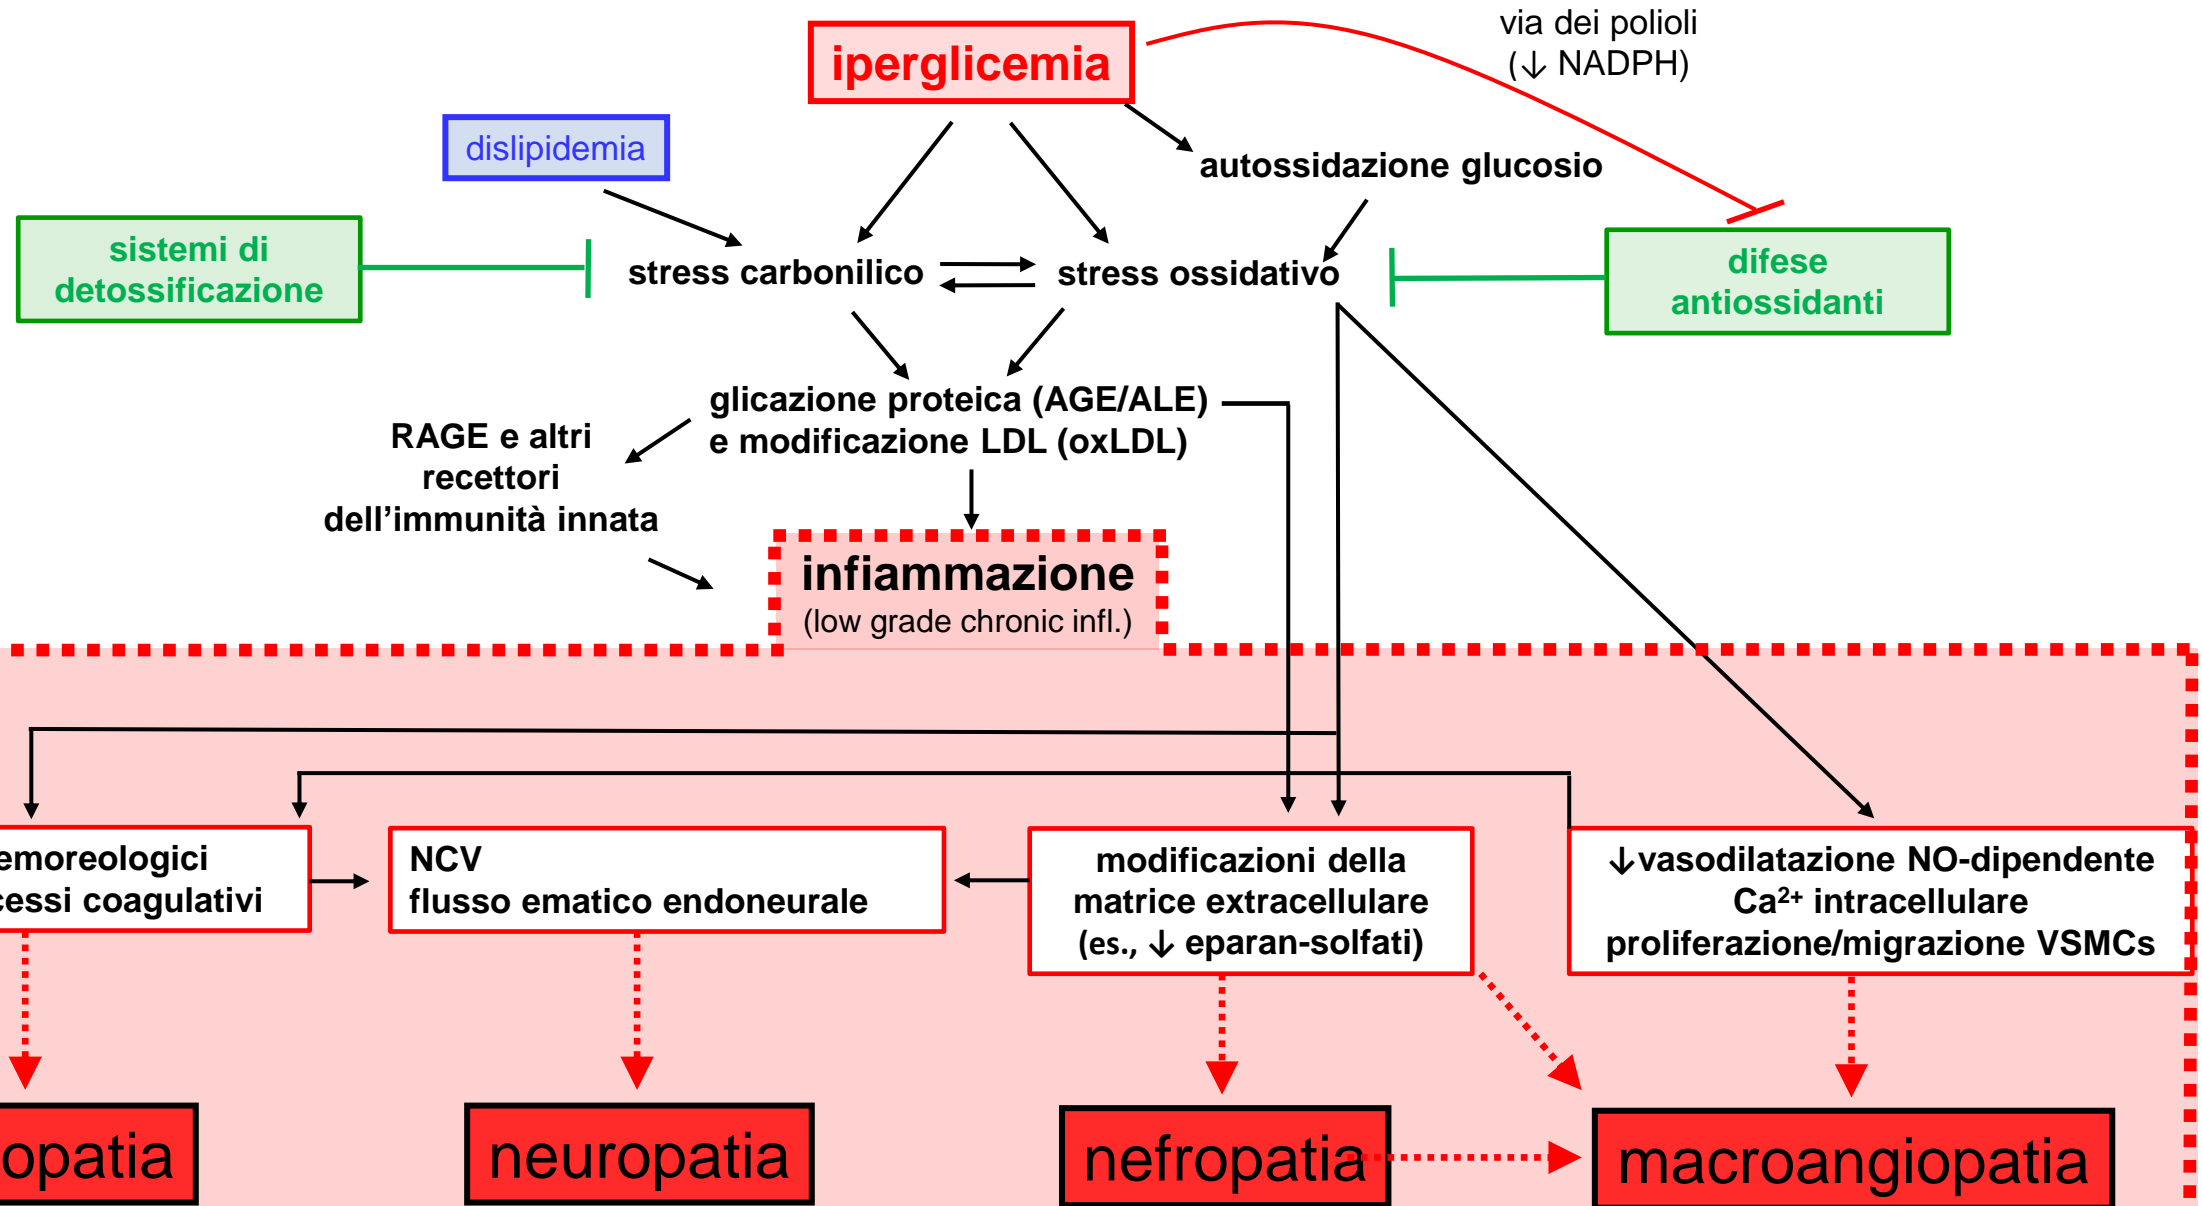 via dei polioli
(↓ NADPH)
iperglicemia
dislipidemia
autossidazione glucosio
sistemi di
detossificazione
stress carbonilico
stress ossidativo
difese
antiossidanti
glicazione proteica (AGE/ALE)
e modificazione LDL (oxLDL)
RAGE e altri
recettori
dell’immunità innata
infiammazione
(low grade chronic infl.)
emoreologici
cessi coagulativi
NCV
flusso ematico endoneurale
modificazioni della
matrice extracellulare
(es., ↓ eparan-solfati)
↓vasodilatazione NO-dipendente
Ca²⁺ intracellulare
proliferazione/migrazione VSMCs
opatia
neuropatia
nefropatia
macroangiopatia